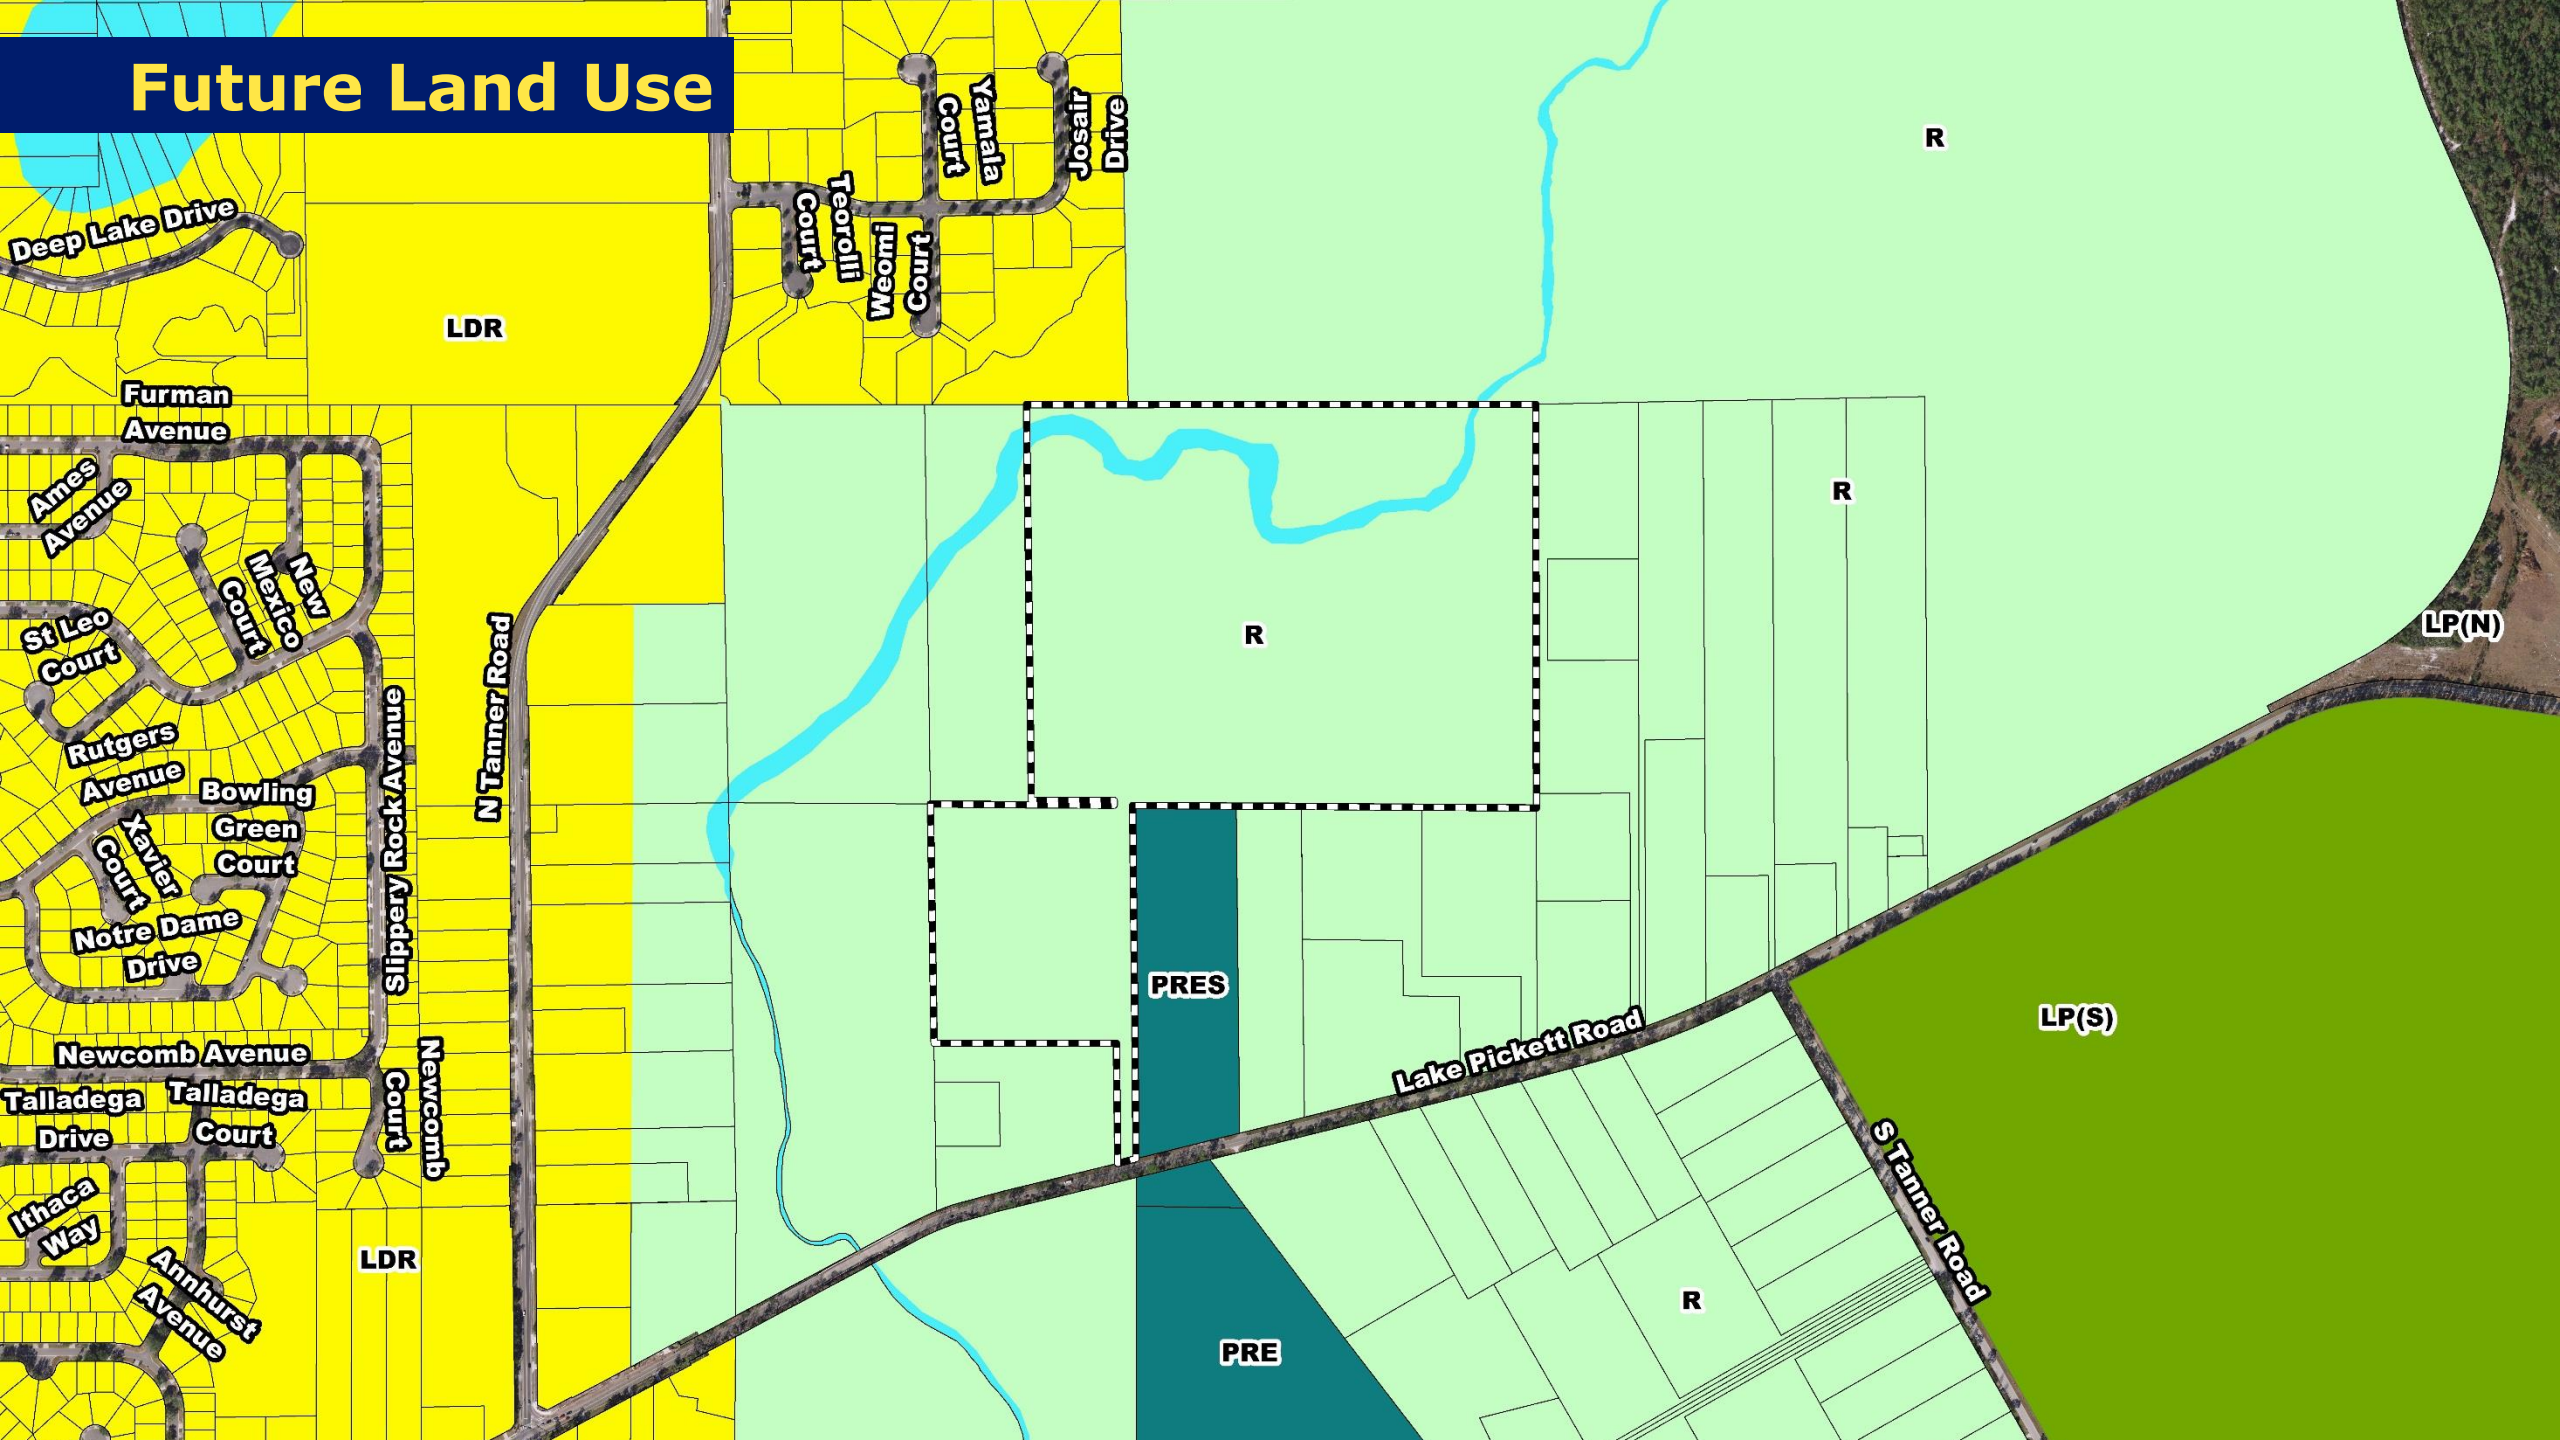 Future Land Use
Yamala
Court
Josair
Drive
Teorolli
Court
Weomi
Court
Deep Lake Drive
R
LDR
Furman
Avenue
Ames
Avenue
New
Mexico
Court
R
St Leo
Court
N Tanner Road
R
LP(N)
Slippery Rock Avenue
Rutgers
Avenue
Bowling
Green
Court
Xavier
Court
Notre Dame
Drive
PRES
LP(S)
Lake Pickett Road
Newcomb Avenue
Newcomb
Court
Talladega
Drive
Talladega
Court
S Tanner Road
Ithaca
Way
LDR
Annhurst
Avenue
R
PRE